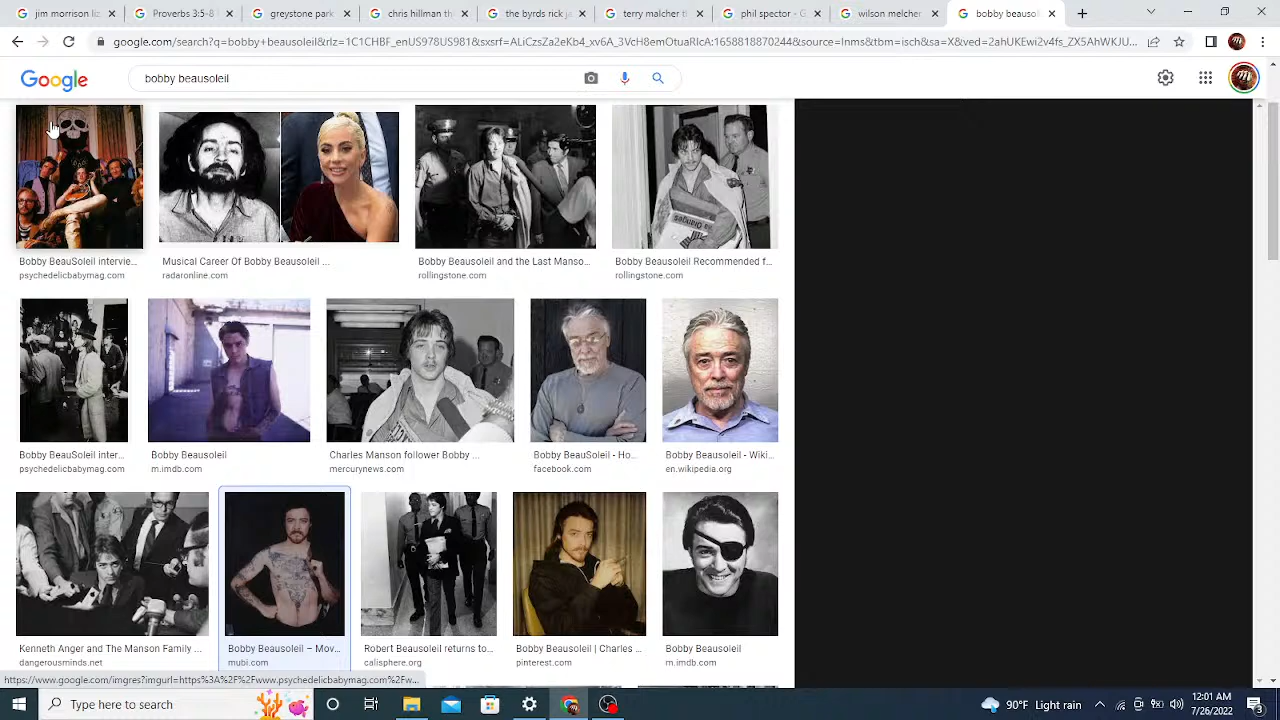 jim morrison lic
Proverbs 3:5-8
greystone park
chris hillman th
the byrds rick je
terry malcher th
phil spector - G
wilson melcher
bobby beausol
google.com/search?q=bobby+beausoleil&rlz=1C1CHBF_enUS978US981&sxsrf=ALiCzsZa2eKb4_xv6A_3VcH8emOtuaRIcA:1658818870244&source=lnms&tbm=isch&sa=X&ved=2ahUKEwi2v4fs_ZX5AhWKJU...
Google
bobby beausoleil
Bobby BeauSoleil intervie...
psychedelicbabymag.com
Musical Career Of Bobby Beausoleil ...
radaronline.com
Bobby Beausoleil and the Last Manso...
rollingstone.com
Bobby Beausoleil Recommended f...
rollingstone.com
Bobby BeauSoleil inter...
psychedelicbabymag.com
Bobby Beausoleil
m.imdb.com
Charles Manson follower Bobby ...
mercurynews.com
Bobby BeauSoleil - Ho...
facebook.com
Bobby Beausoleil - Wiki...
en.wikipedia.org
Kenneth Anger and The Manson Family ...
dangerousminds.net
Bobby Beausoleil – Mov...
mubi.com
Robert Beausoleil returns to...
calisphere.org
Bobby Beausoleil | Charles ...
pinterest.com
Bobby Beausoleil
m.imdb.com
https://www.google.com/imgres?imgurl=https%3A%2F%2Fwww.psychedelicbabymag.com%2Fw...
Type here to search
90°F Light rain
12:01 AM
7/26/2022